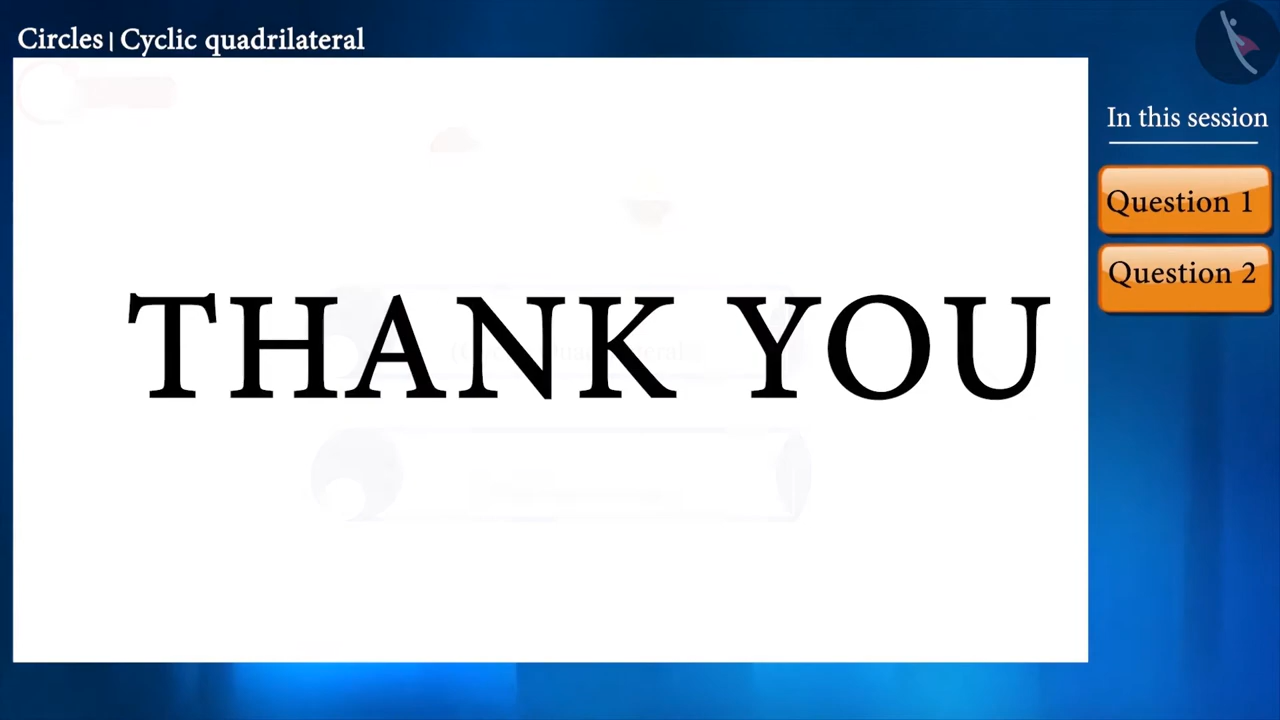 Circles | Cyclic quadrilateral
In this session
Question 1
Question 2
THANK YOU